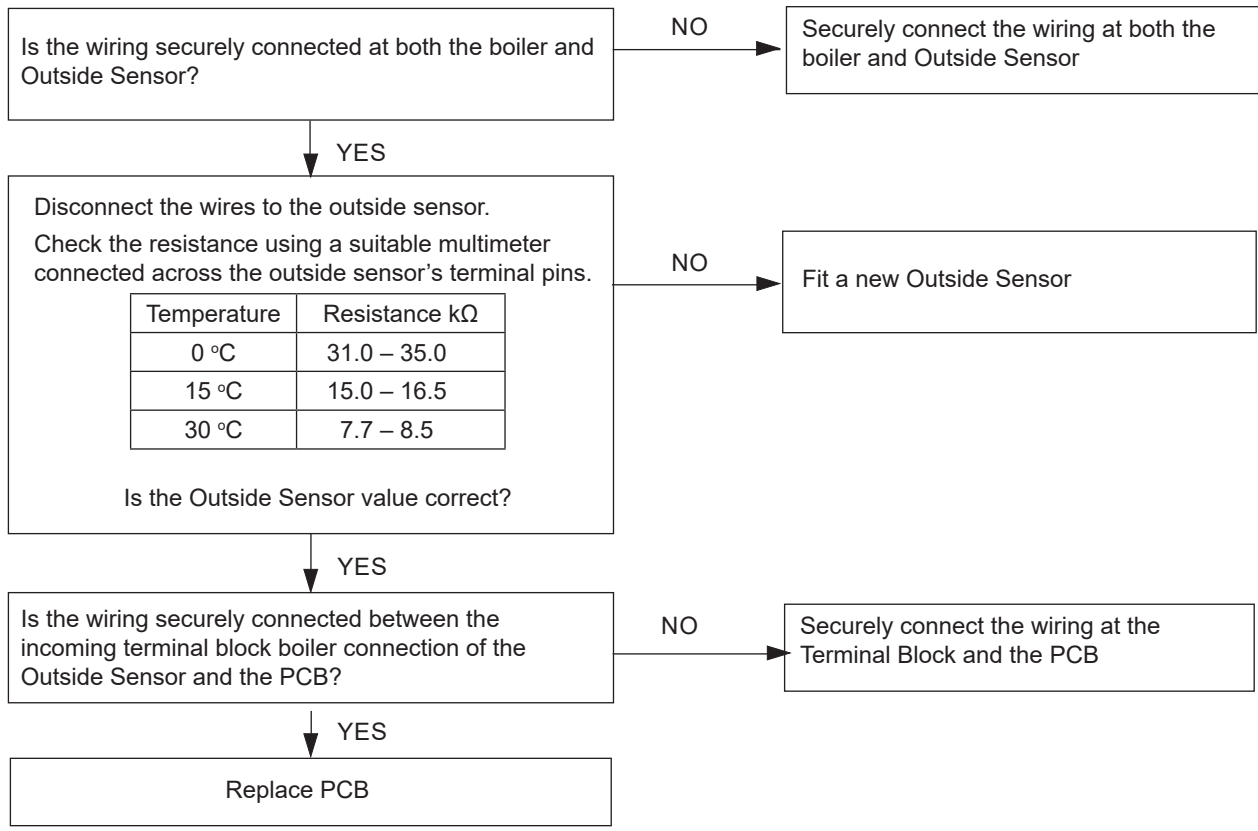 Is the wiring securely connected at both the boiler and
Outside Sensor?
NO
Securely connect the wiring at both the
boiler and Outside Sensor
YES
Disconnect the wires to the outside sensor.
Check the resistance using a suitable multimeter
connected across the outside sensor’s terminal pins.
NO
Fit a new Outside Sensor
Temperature Resistance kΩ
0 °C 31.0 – 35.0
15 °C 15.0 – 16.5
30 °C 7.7 – 8.5
Is the Outside Sensor value correct?
YES
Is the wiring securely connected between the
incoming terminal block boiler connection of the
Outside Sensor and the PCB?
NO
Securely connect the wiring at the
Terminal Block and the PCB
YES
Replace PCB